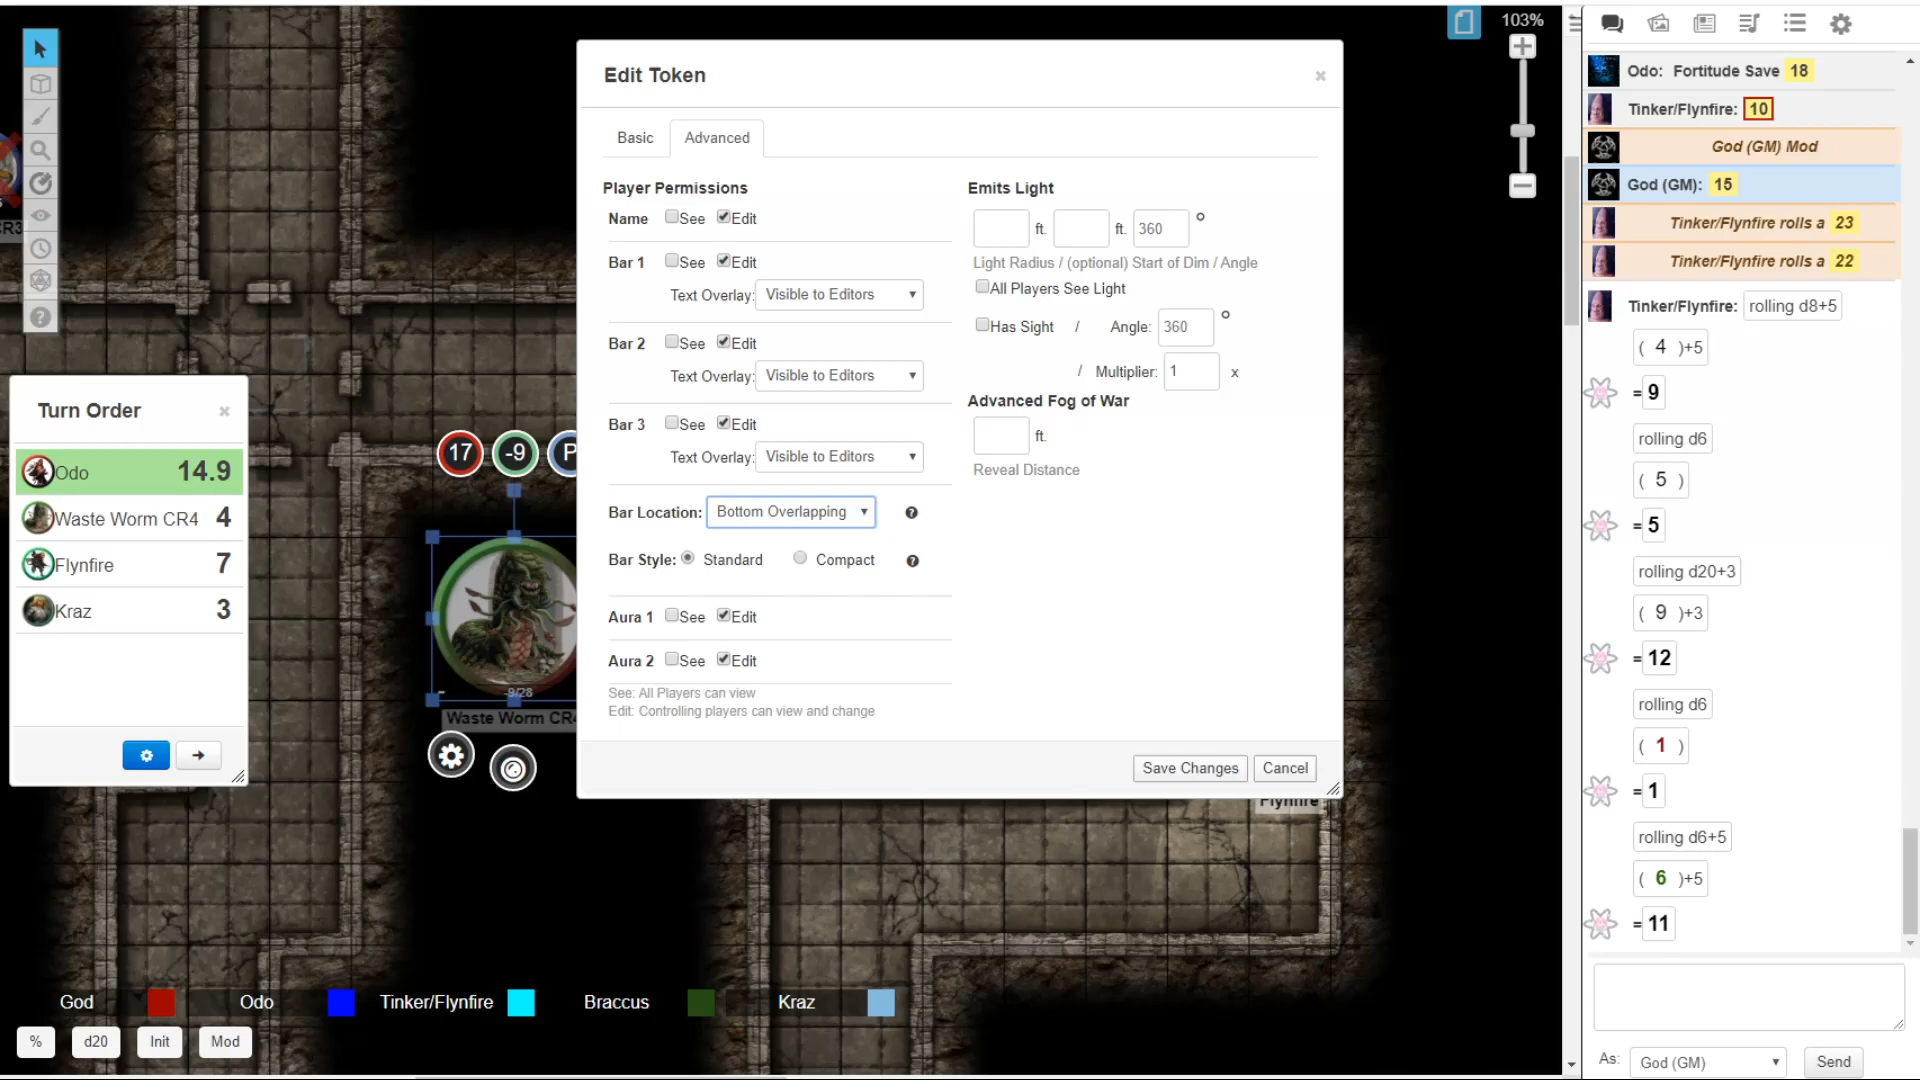 103%
CR3
Turn Order
Odo 14.9
Waste Worm CR4 4
Flynfire 7
Kraz 3
17 -9 P
-9/28
Waste Worm CR4
Edit Token
Basic Advanced
Player Permissions
Name See Edit
Bar 1 See Edit
Text Overlay: Visible to Editors
Bar 2 See Edit
Text Overlay: Visible to Editors
Bar 3 See Edit
Text Overlay: Visible to Editors
Bar Location: Bottom Overlapping
Bar Style: Standard Compact
Aura 1 See Edit
Aura 2 See Edit
See: All Players can view
Edit: Controlling players can view and change
Emits Light
ft. ft. 360 °
Light Radius / (optional) Start of Dim / Angle
All Players See Light
Has Sight / Angle: 360 °
/ Multiplier: 1 x
Advanced Fog of War
ft.
Reveal Distance
Save Changes Cancel
Flynfire
God Odo Tinker/Flynfire Braccus Kraz
% d20 Init Mod
Odo: Fortitude Save 18
Tinker/Flynfire: 10
God (GM) Mod
God (GM): 15
Tinker/Flynfire rolls a 23
Tinker/Flynfire rolls a 22
Tinker/Flynfire: rolling d8+5
( 4 )+5
= 9
rolling d6
( 5 )
= 5
rolling d20+3
( 9 )+3
= 12
rolling d6
( 1 )
= 1
rolling d6+5
( 6 )+5
= 11
As: God (GM) Send